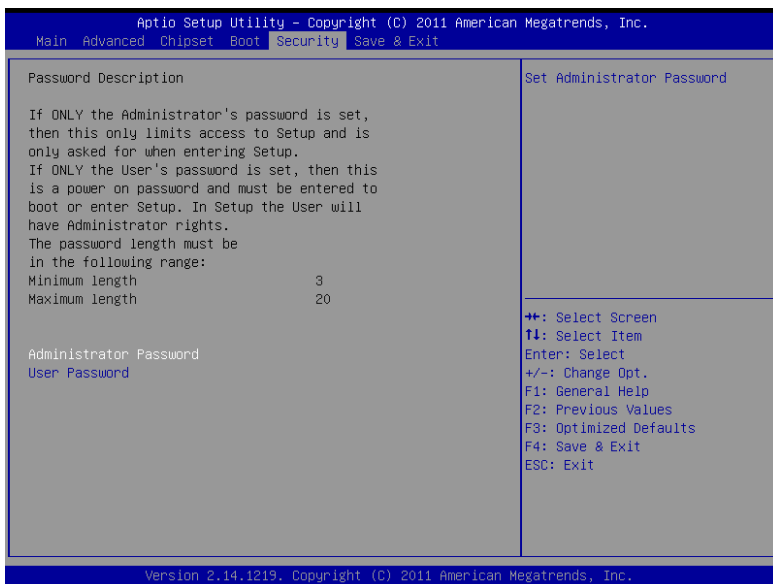 Aptio Setup Utility – Copyright (C) 2011 American Megatrends, Inc.
Main Advanced Chipset Boot Security Save & Exit
Password Description
If ONLY the Administrator's password is set,
then this only limits access to Setup and is
only asked for when entering Setup.
If ONLY the User's password is set, then this
is a power on password and must be entered to
boot or enter Setup. In Setup the User will
have Administrator rights.
The password length must be
in the following range:
Minimum length 3
Maximum length 20
Administrator Password
User Password
Set Administrator Password
→←: Select Screen
↑↓: Select Item
Enter: Select
+/-: Change Opt.
F1: General Help
F2: Previous Values
F3: Optimized Defaults
F4: Save & Exit
ESC: Exit
Version 2.14.1219. Copyright (C) 2011 American Megatrends, Inc.